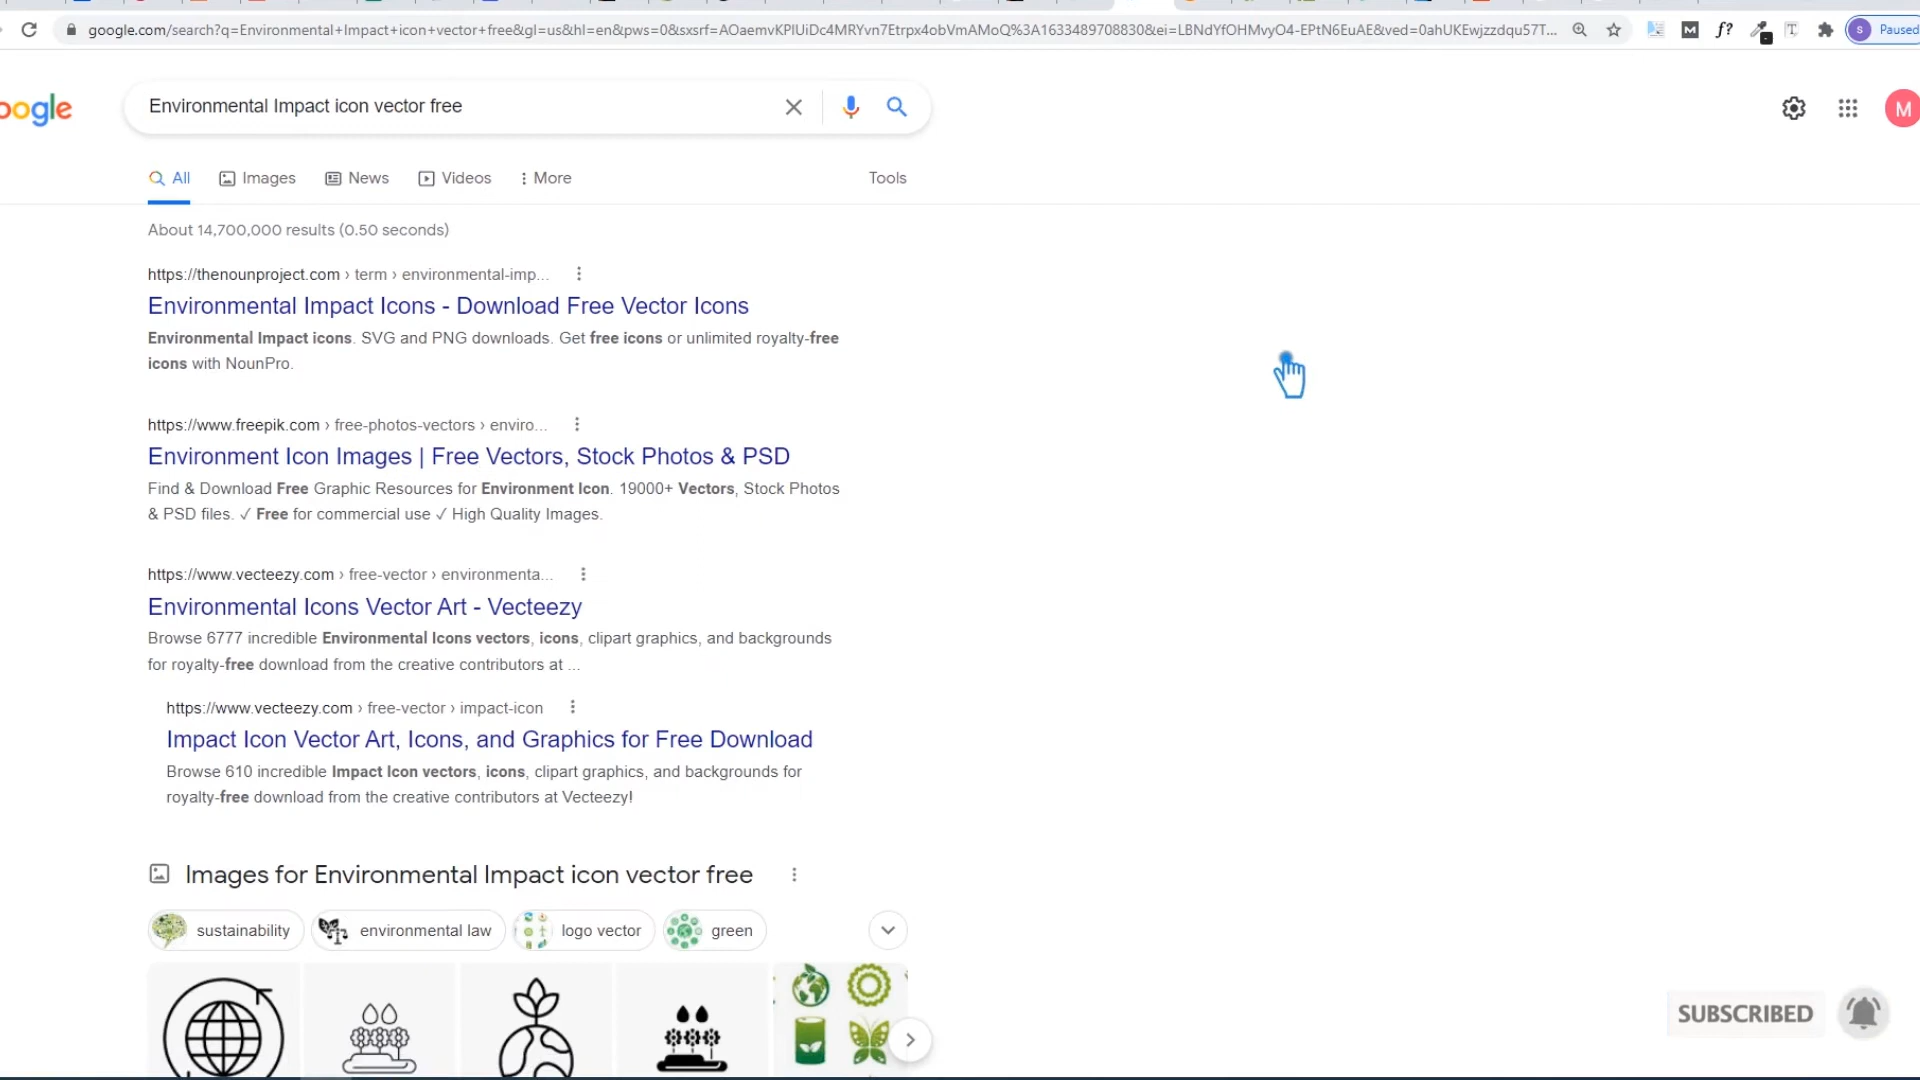 google.com/search?q=Environmental+Impact+icon+vector+free&gl=us&hl=en&pws=0&sxsrf=AOaemvKPIUiDc4MRYvn7Etrpx4obVmAMoQ%3A1633489708830&ei=LBNdYfOHMvyO4-EPtN6EuAE&ved=0ahUKEwjzzdqu57T...
Paused
oogle
Environmental Impact icon vector free
M
All Images News Videos More Tools
About 14,700,000 results (0.50 seconds)
https://thenounproject.com › term › environmental-imp...
Environmental Impact Icons - Download Free Vector Icons
Environmental Impact icons. SVG and PNG downloads. Get free icons or unlimited royalty-free
icons with NounPro.
https://www.freepik.com › free-photos-vectors › enviro...
Environment Icon Images | Free Vectors, Stock Photos & PSD
Find & Download Free Graphic Resources for Environment Icon. 19000+ Vectors, Stock Photos
& PSD files. ✓ Free for commercial use ✓ High Quality Images.
https://www.vecteezy.com › free-vector › environmenta...
Environmental Icons Vector Art - Vecteezy
Browse 6777 incredible Environmental Icons vectors, icons, clipart graphics, and backgrounds
for royalty-free download from the creative contributors at ...
https://www.vecteezy.com › free-vector › impact-icon
Impact Icon Vector Art, Icons, and Graphics for Free Download
Browse 610 incredible Impact Icon vectors, icons, clipart graphics, and backgrounds for
royalty-free download from the creative contributors at Vecteezy!
Images for Environmental Impact icon vector free
sustainability environmental law logo vector green
SUBSCRIBED